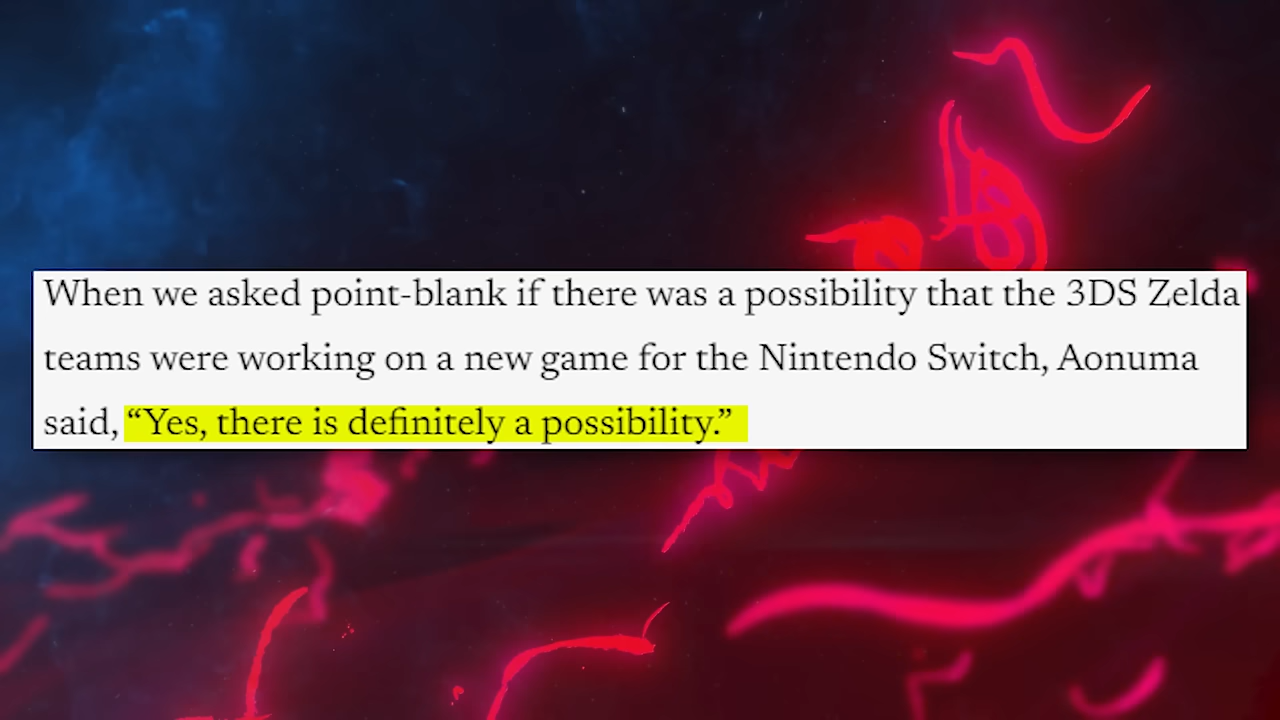 When we asked point-blank if there was a possibility that the 3DS Zelda
teams were working on a new game for the Nintendo Switch, Aonuma
said, “Yes, there is definitely a possibility.”